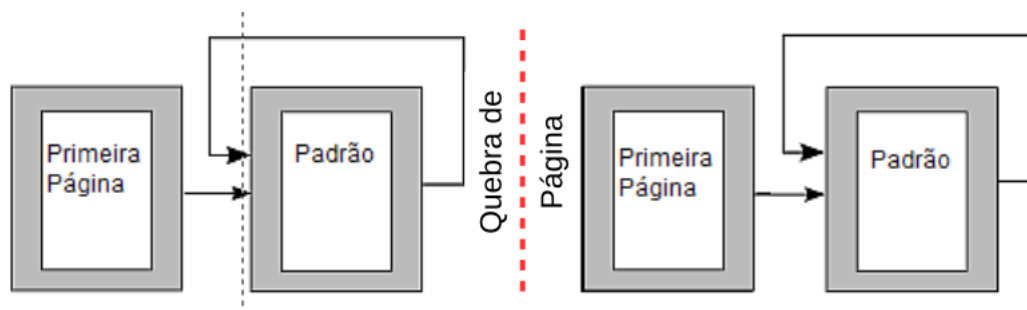 Primeira
Página
Padrão
Quebra de
Página
Primeira
Página
Padrão